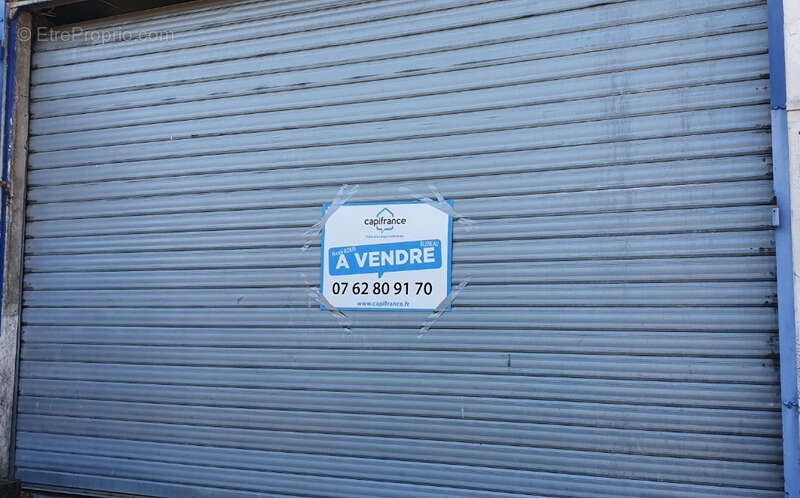 © EtreProprio.com
capifrance
À VENDRE
07 62 80 91 70
www.capifrance.fr